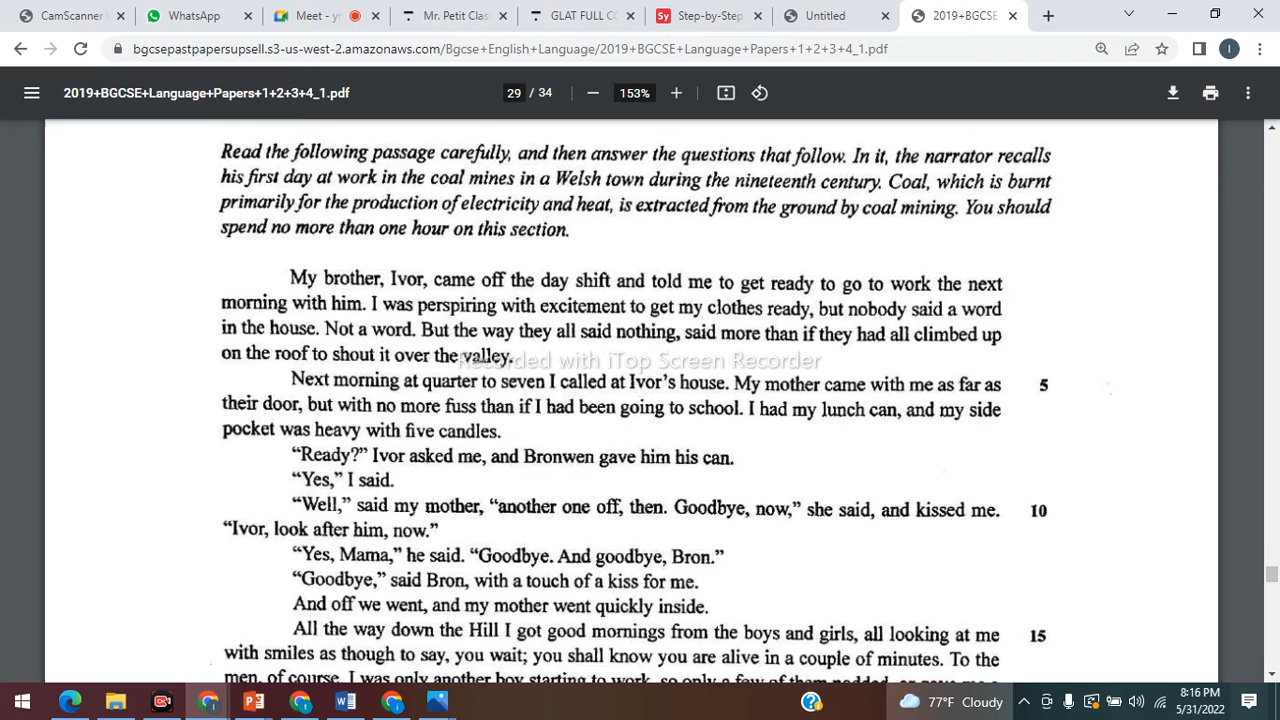 CamScanner
WhatsApp
Meet - yn
Mr. Petit Clas
GLAT FULL CO
Step-by-Step
Untitled
2019+BGCSE
bgcsepastpapersupsell.s3-us-west-2.amazonaws.com/Bgcse+English+Language/2019+BGCSE+Language+Papers+1+2+3+4_1.pdf
I
2019+BGCSE+Language+Papers+1+2+3+4_1.pdf
29 / 34
153%
Read the following passage carefully, and then answer the questions that follow. In it, the narrator recalls
his first day at work in the coal mines in a Welsh town during the nineteenth century. Coal, which is burnt
primarily for the production of electricity and heat, is extracted from the ground by coal mining. You should
spend no more than one hour on this section.
My brother, Ivor, came off the day shift and told me to get ready to go to work the next
morning with him. I was perspiring with excitement to get my clothes ready, but nobody said a word
in the house. Not a word. But the way they all said nothing, said more than if they had all climbed up
on the roof to shout it over the valley.
Recorded with iTop Screen Recorder
Next morning at quarter to seven I called at Ivor's house. My mother came with me as far as 5
their door, but with no more fuss than if I had been going to school. I had my lunch can, and my side
pocket was heavy with five candles.
"Ready?" Ivor asked me, and Bronwen gave him his can.
"Yes," I said.
"Well," said my mother, "another one off, then. Goodbye, now," she said, and kissed me. 10
"Ivor, look after him, now."
"Yes, Mama," he said. "Goodbye. And goodbye, Bron."
"Goodbye," said Bron, with a touch of a kiss for me.
And off we went, and my mother went quickly inside.
All the way down the Hill I got good mornings from the boys and girls, all looking at me 15
with smiles as though to say, you wait; you shall know you are alive in a couple of minutes. To the
men, of course, I was only another boy starting to work, so only a few of them nodded, or gave me a
77°F Cloudy
8:16 PM
5/31/2022